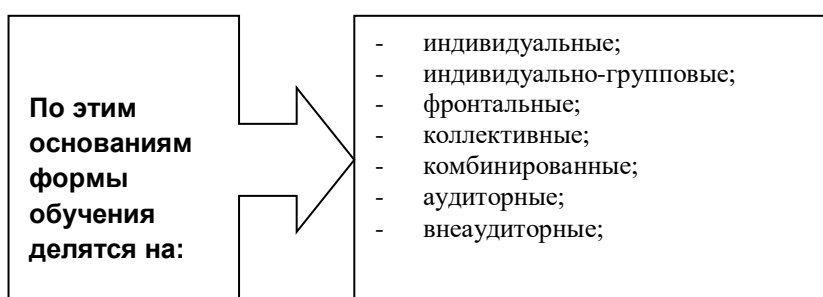 По этим
основаниям
формы
обучения
делятся на:
- индивидуальные;
- индивидуально-групповые;
- фронтальные;
- коллективные;
- комбинированные;
- аудиторные;
- внеаудиторные;